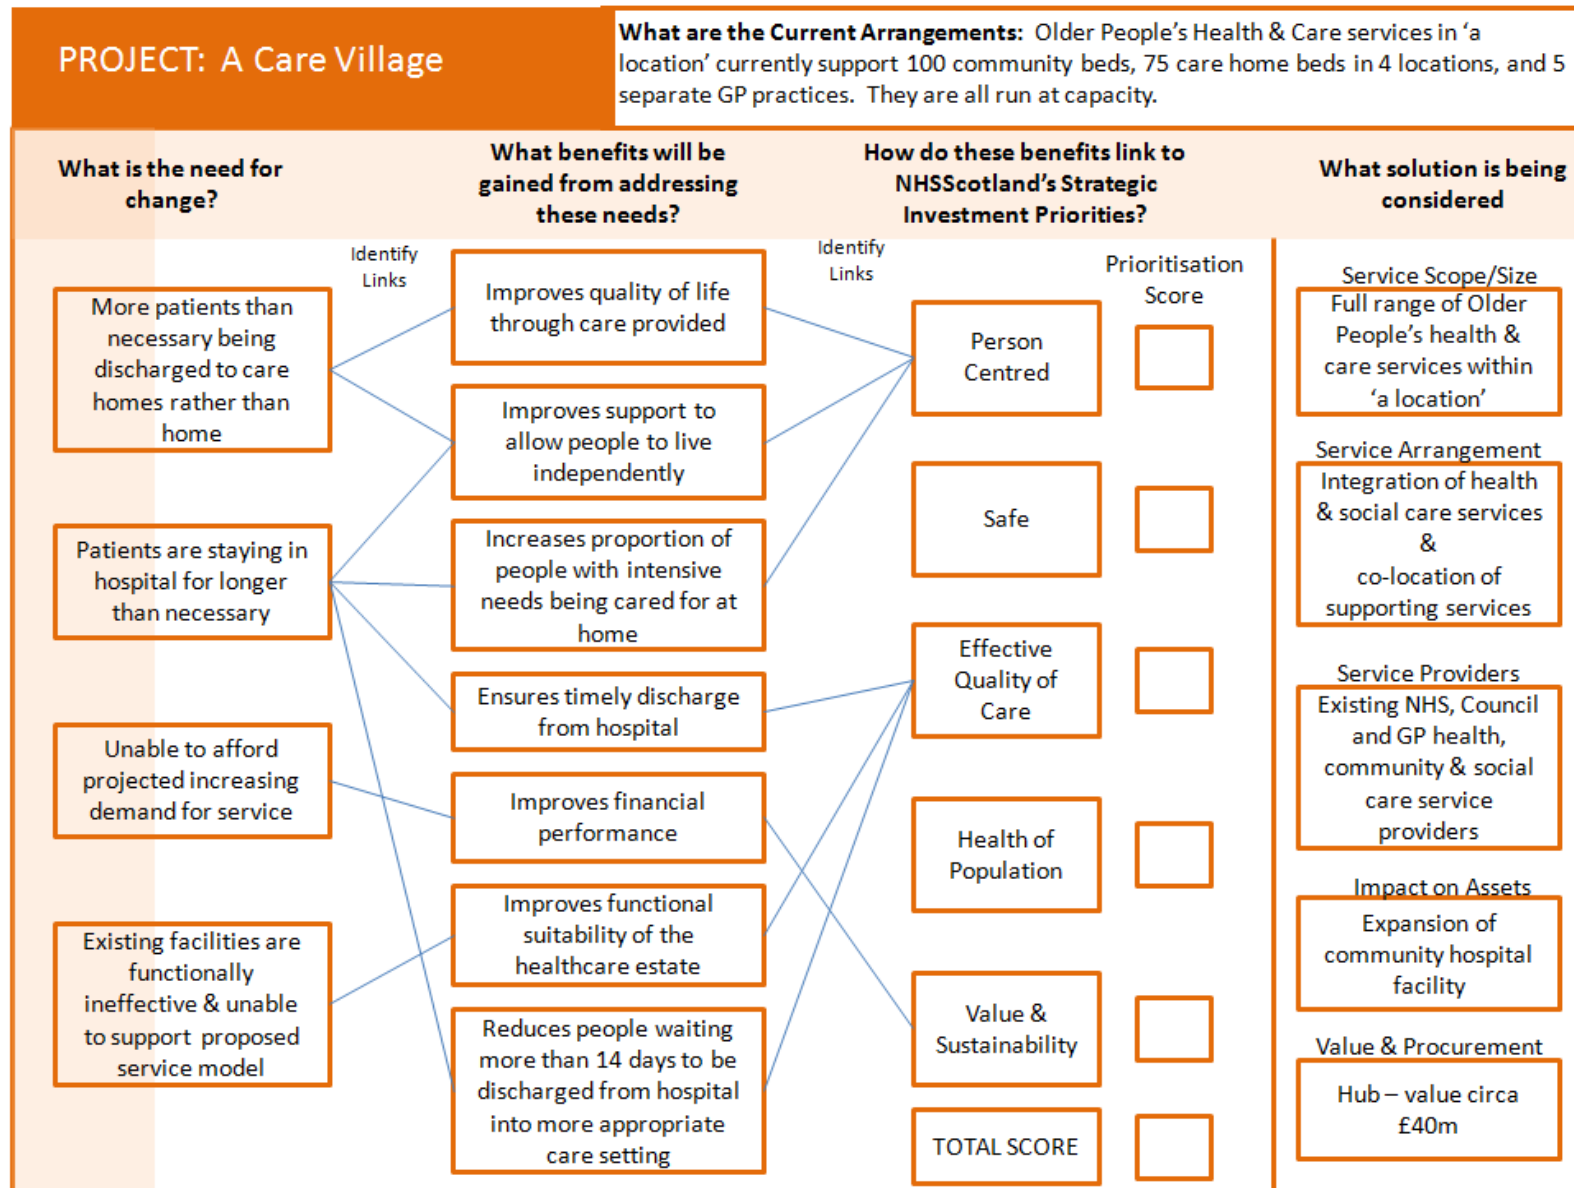 PROJECT: A Care Village
What are the Current Arrangements: Older People’s Health & Care services in ‘a
location’ currently support 100 community beds, 75 care home beds in 4 locations, and 5
separate GP practices. They are all run at capacity.
What is the need for
change?
What benefits will be
gained from addressing
these needs?
How do these benefits link to
NHSScotland’s Strategic
Investment Priorities?
What solution is being
considered
Identify
Links
Identify
Links
Prioritisation
Score
More patients than
necessary being
discharged to care
homes rather than
home
Patients are staying in
hospital for longer
than necessary
Unable to afford
projected increasing
demand for service
Existing facilities are
functionally
ineffective & unable
to support proposed
service model
Improves quality of life
through care provided
Improves support to
allow people to live
independently
Increases proportion of
people with intensive
needs being cared for at
home
Ensures timely discharge
from hospital
Improves financial
performance
Improves functional
suitability of the
healthcare estate
Reduces people waiting
more than 14 days to be
discharged from hospital
into more appropriate
care setting
Person
Centred
Safe
Effective
Quality of
Care
Health of
Population
Value &
Sustainability
TOTAL SCORE
Service Scope/Size
Full range of Older
People’s health &
care services within
‘a location’
Service Arrangement
Integration of health
& social care services
&
co-location of
supporting services
Service Providers
Existing NHS, Council
and GP health,
community & social
care service
providers
Impact on Assets
Expansion of
community hospital
facility
Value & Procurement
Hub – value circa
£40m